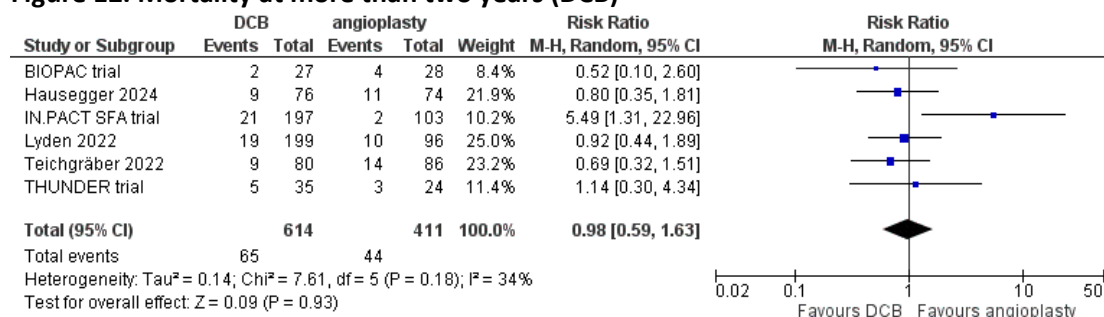 Figure 12: Mortality at more than two years (DCB)
DCB angioplasty Risk Ratio Risk Ratio
Study or Subgroup Events Total Events Total Weight M-H, Random, 95% CI M-H, Random, 95% CI
BIOPAC trial 2 27 4 28 8.4% 0.52 [0.10, 2.60]
Hausegger 2024 9 76 11 74 21.9% 0.80 [0.35, 1.81]
IN.PACT SFA trial 21 197 2 103 10.2% 5.49 [1.31, 22.96]
Lyden 2022 19 199 10 96 25.0% 0.92 [0.44, 1.89]
Teichgräber 2022 9 80 14 86 23.2% 0.69 [0.32, 1.51]
THUNDER trial 5 35 3 24 11.4% 1.14 [0.30, 4.34]
Total (95% CI) 614 411 100.0% 0.98 [0.59, 1.63]
Total events 65 44
Heterogeneity: Tau² = 0.14; Chi² = 7.61, df = 5 (P = 0.18); I² = 34%
Test for overall effect: Z = 0.09 (P = 0.93)
0.02 0.1 1 10 50
Favours DCB Favours angioplasty